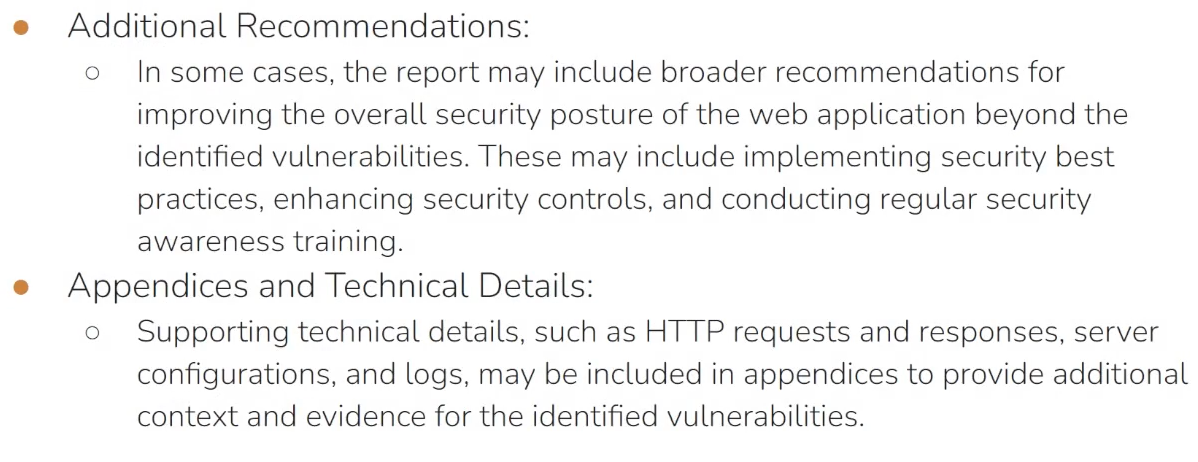 ● Additional Recommendations:
○ In some cases, the report may include broader recommendations for
improving the overall security posture of the web application beyond the
identified vulnerabilities. These may include implementing security best
practices, enhancing security controls, and conducting regular security
awareness training.
● Appendices and Technical Details:
○ Supporting technical details, such as HTTP requests and responses, server
configurations, and logs, may be included in appendices to provide additional
context and evidence for the identified vulnerabilities.